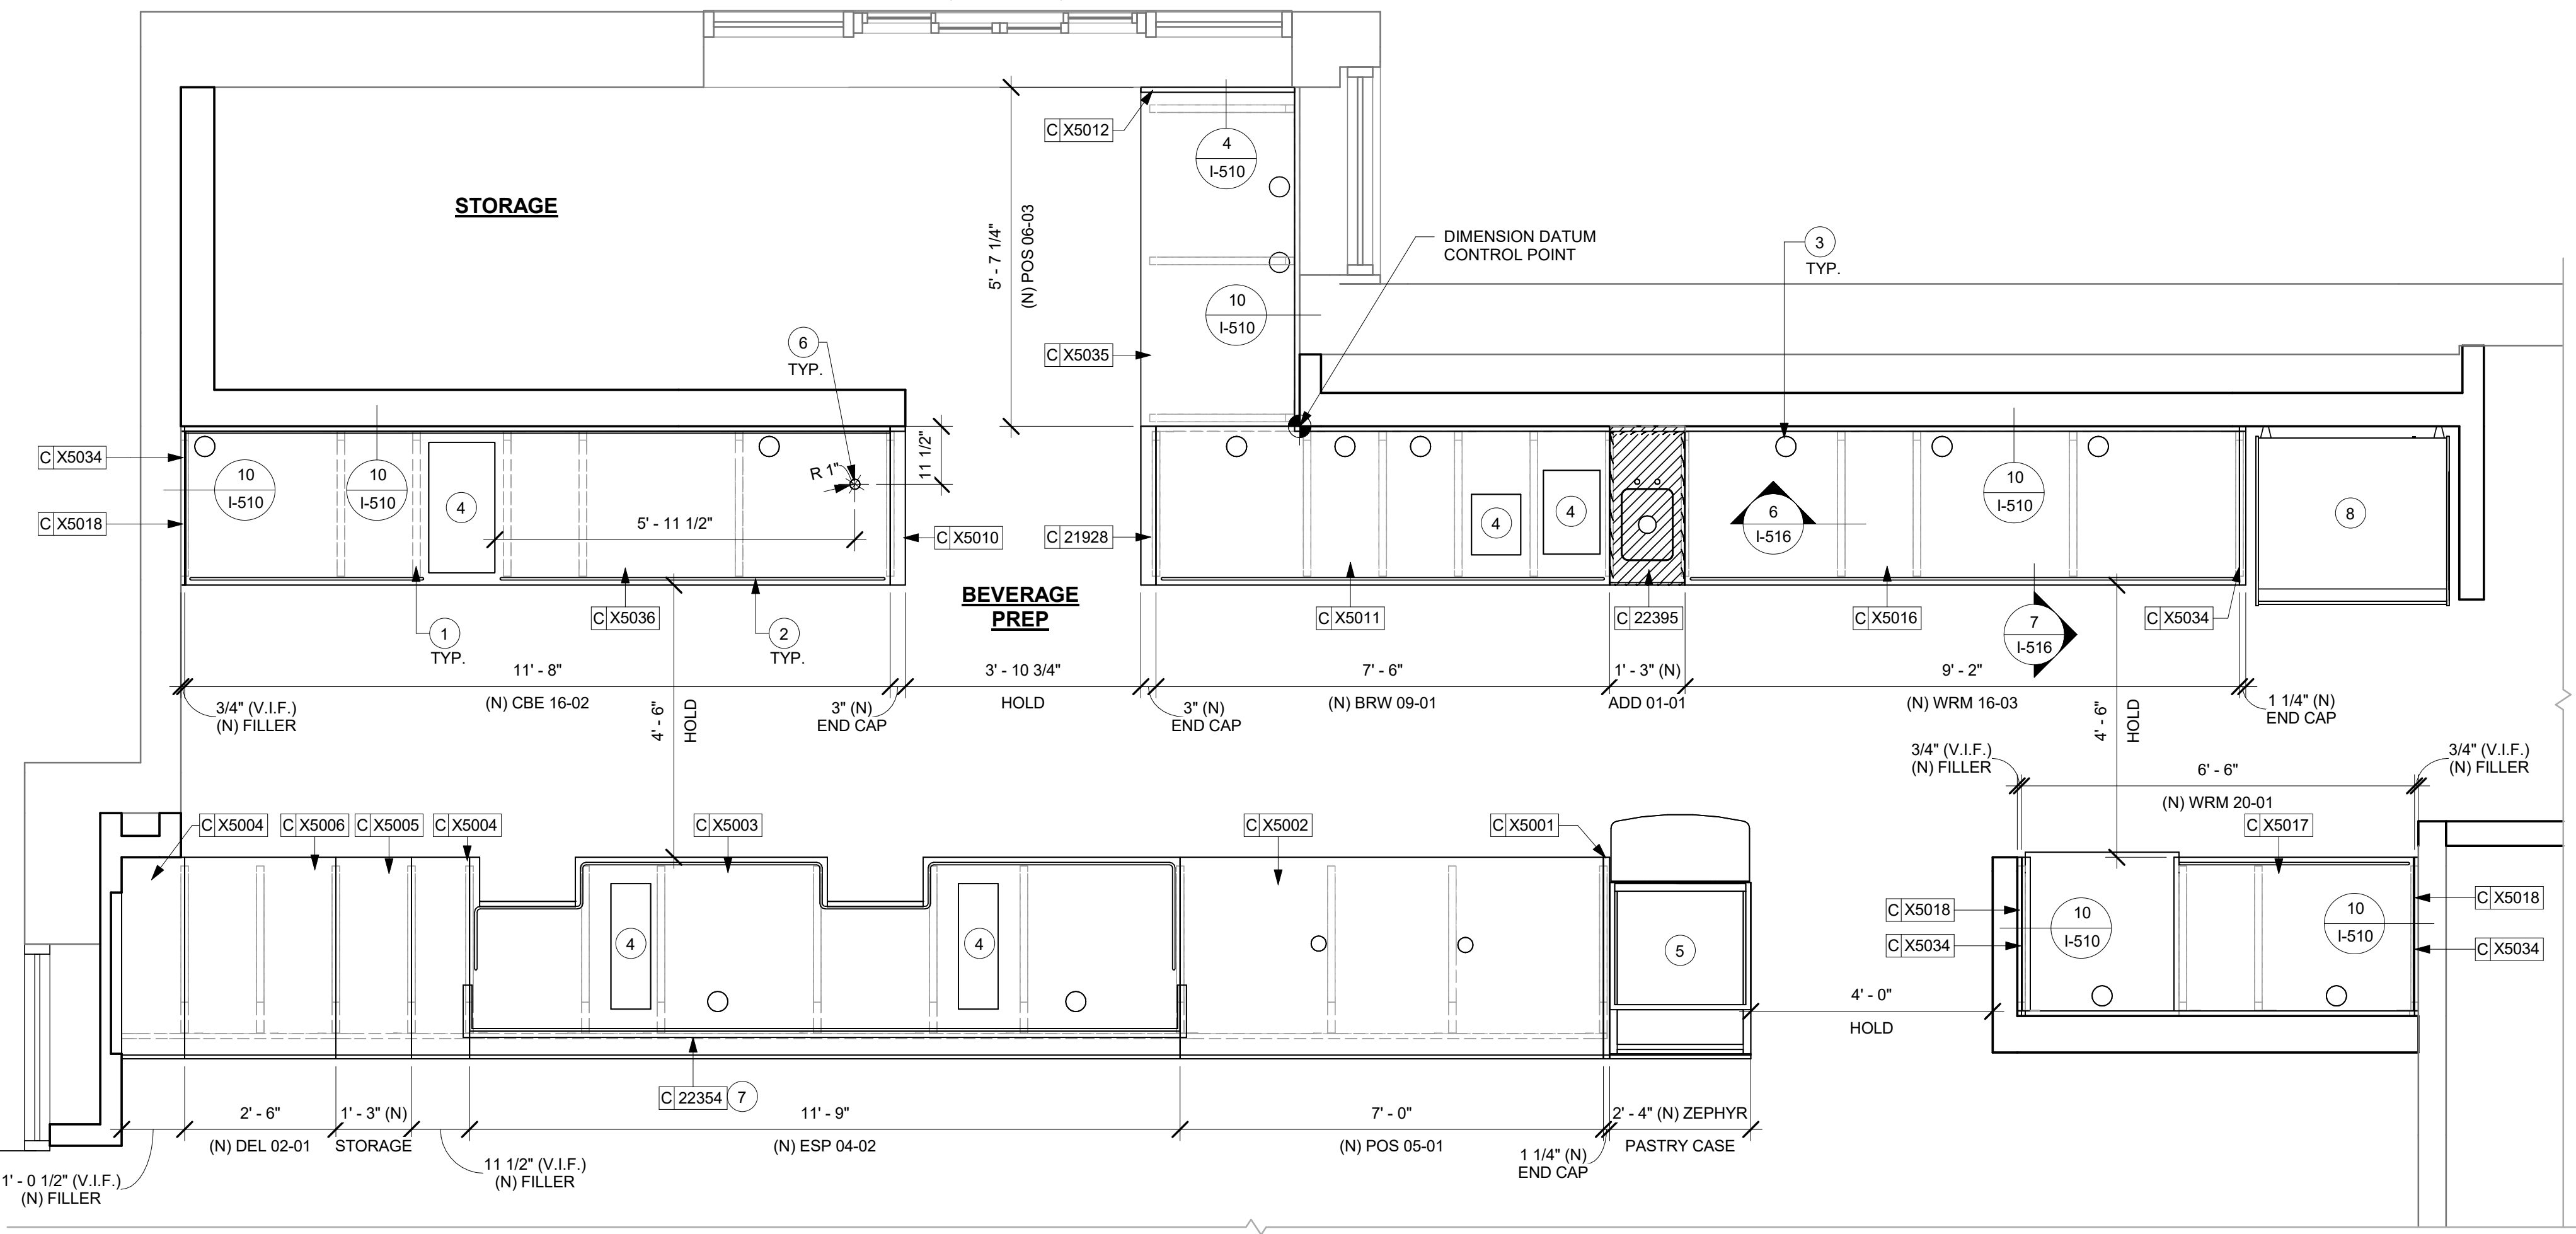 C X5012
4
I-510
STORAGE
5' - 7 1/4"
(N) POS 06-03
DIMENSION DATUM
CONTROL POINT
3
TYP.
10
I-510
6
TYP.
C X5035
C X5034
10
I-510
10
I-510
4
R 1"
11 1/2"
C X5018
5' - 11 1/2"
C X5010
C 21928
4
4
6
I-516
10
I-510
8
BEVERAGE
PREP
1
TYP.
C X5036
2
TYP.
C X5011
C 22395
C X5016
7
I-516
C X5034
11' - 8"
3' - 10 3/4"
7' - 6"
1' - 3" (N)
9' - 2"
3/4" (V.I.F.)
(N) FILLER
(N) CBE 16-02
3" (N)
END CAP
HOLD
3" (N)
END CAP
(N) BRW 09-01
ADD 01-01
(N) WRM 16-03
1 1/4" (N)
END CAP
4' - 6"
HOLD
4' - 6"
HOLD
3/4" (V.I.F.)
(N) FILLER
6' - 6"
(N) WRM 20-01
3/4" (V.I.F.)
(N) FILLER
C X5004
C X5006
C X5005
C X5004
C X5003
C X5002
C X5001
C X5017
4
4
5
C X5018
C X5034
10
I-510
10
I-510
C X5018
C X5034
4' - 0"
HOLD
C 22354
7
2' - 6"
1' - 3" (N)
11' - 9"
7' - 0"
2' - 4" (N) ZEPHYR
(N) DEL 02-01
STORAGE
(N) ESP 04-02
(N) POS 05-01
PASTRY CASE
1' - 0 1/2" (V.I.F.)
(N) FILLER
11 1/2" (V.I.F.)
(N) FILLER
1 1/4" (N)
END CAP